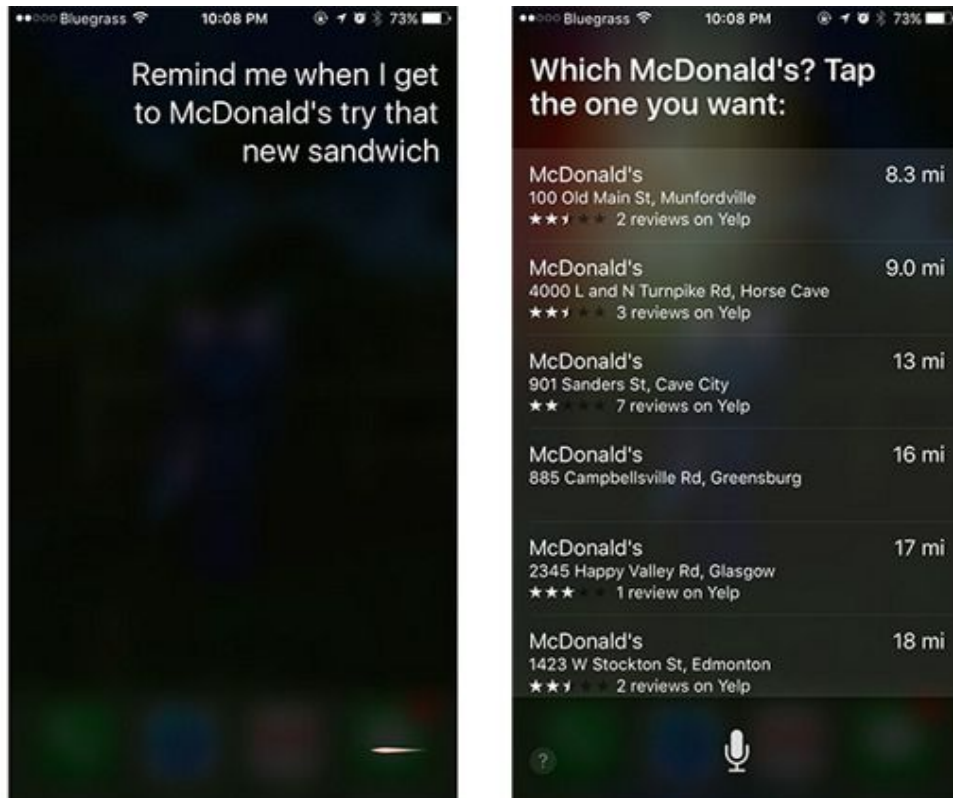 Bluegrass 10:08 PM 73%
Remind me when I get
to McDonald's try that
new sandwich
Bluegrass 10:08 PM 73%
Which McDonald's? Tap
the one you want:
McDonald's 8.3 mi
100 Old Main St, Munfordville
2 reviews on Yelp
McDonald's 9.0 mi
4000 L and N Turnpike Rd, Horse Cave
3 reviews on Yelp
McDonald's 13 mi
901 Sanders St, Cave City
7 reviews on Yelp
McDonald's 16 mi
885 Campbellsville Rd, Greensburg
McDonald's 17 mi
2345 Happy Valley Rd, Glasgow
1 review on Yelp
McDonald's 18 mi
1423 W Stockton St, Edmonton
2 reviews on Yelp
?